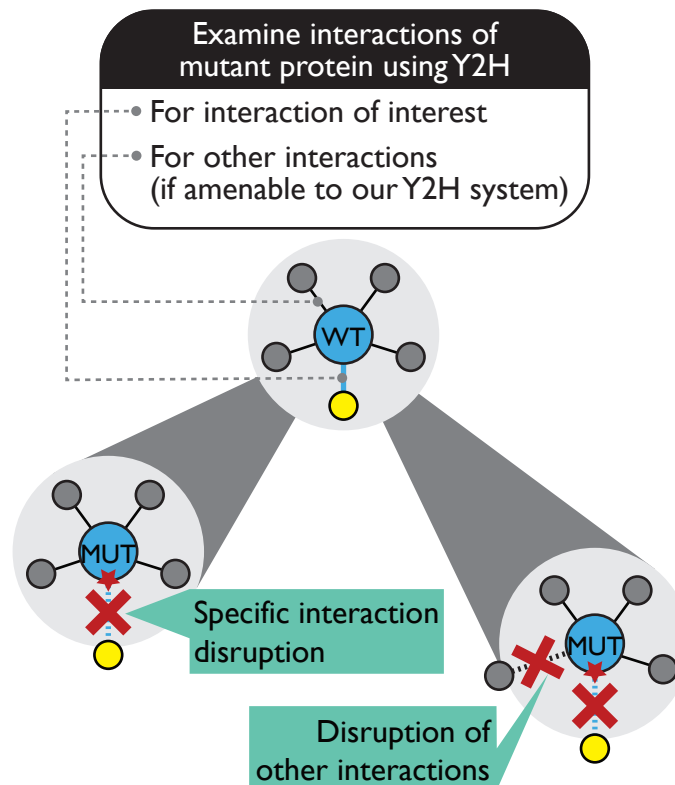 Examine interactions of
mutant protein using Y2H
For interaction of interest
For other interactions
(if amenable to our Y2H system)
WT
MUT
Specific interaction
disruption
MUT
Disruption of
other interactions